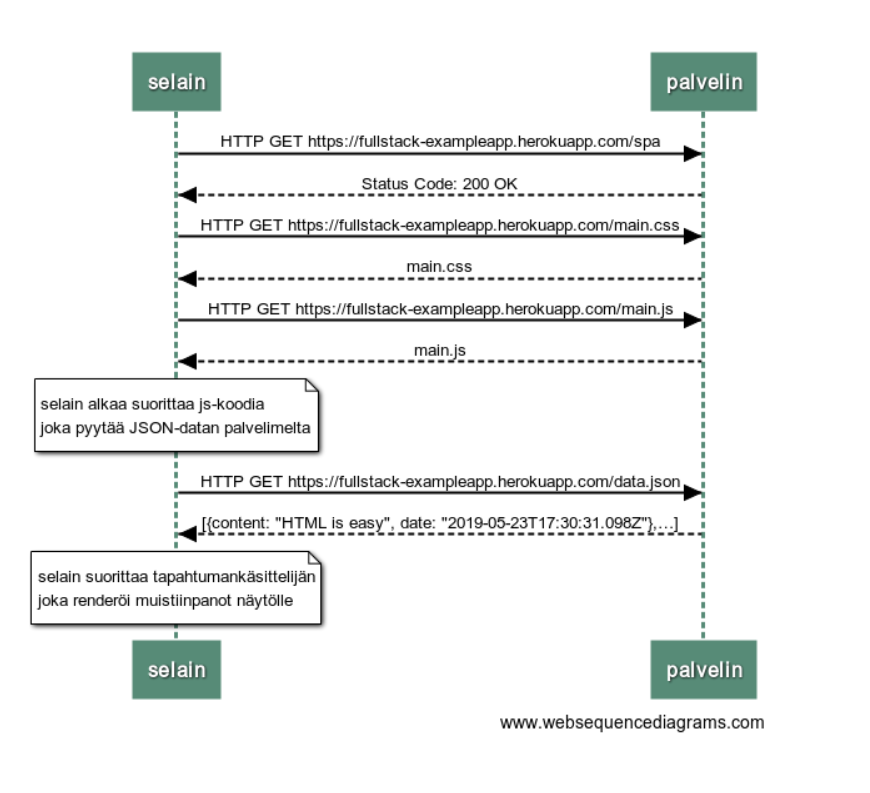 selain
palvelin
HTTP GET https://fullstack-exampleapp.herokuapp.com/spa
Status Code: 200 OK
HTTP GET https://fullstack-exampleapp.herokuapp.com/main.css
main.css
HTTP GET https://fullstack-exampleapp.herokuapp.com/main.js
main.js
selain alkaa suorittaa js-koodia
joka pyytää JSON-datan palvelimelta
HTTP GET https://fullstack-exampleapp.herokuapp.com/data.json
[{content: "HTML is easy", date: "2019-05-23T17:30:31.098Z"},...]
selain suorittaa tapahtumankäsittelijän
joka renderöi muistiinpanot näytölle
selain
palvelin
www.websequencediagrams.com